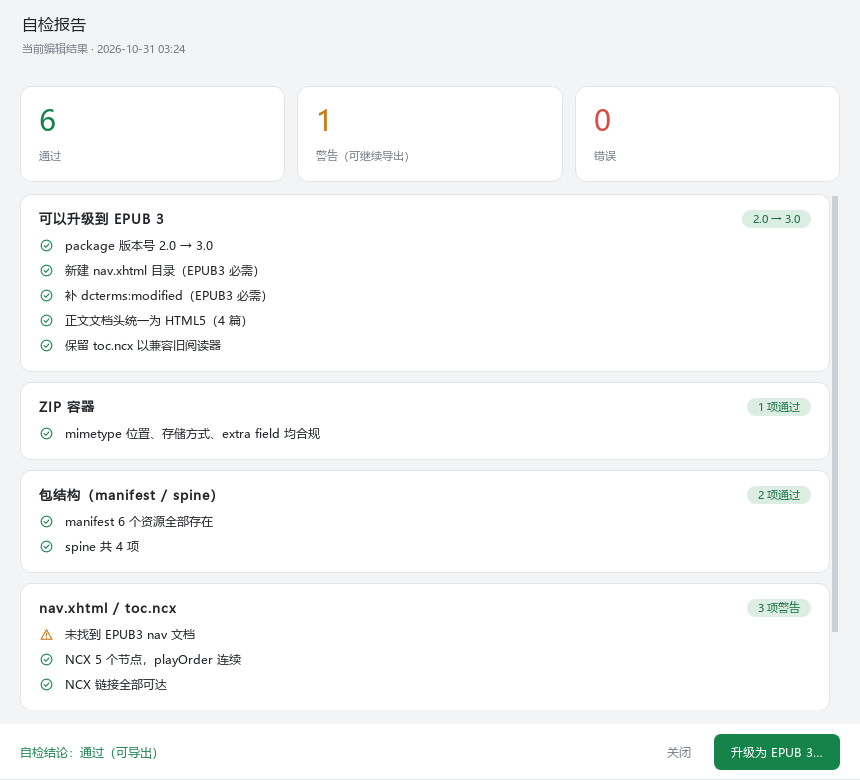 自检报告
当前编辑结果 · 2026-10-31 03:24
6
通过
1
警告（可继续导出）
0
错误
可以升级到 EPUB 3
2.0 → 3.0
package 版本号 2.0 → 3.0
新建 nav.xhtml 目录（EPUB3 必需）
补 dcterms:modified（EPUB3 必需）
正文文档头统一为 HTML5（4 篇）
保留 toc.ncx 以兼容旧阅读器
ZIP 容器
1 项通过
mimetype 位置、存储方式、extra field 均合规
包结构（manifest / spine）
2 项通过
manifest 6 个资源全部存在
spine 共 4 项
nav.xhtml / toc.ncx
3 项警告
未找到 EPUB3 nav 文档
NCX 5 个节点，playOrder 连续
NCX 链接全部可达
自检结论：通过（可导出）
关闭
升级为 EPUB 3…